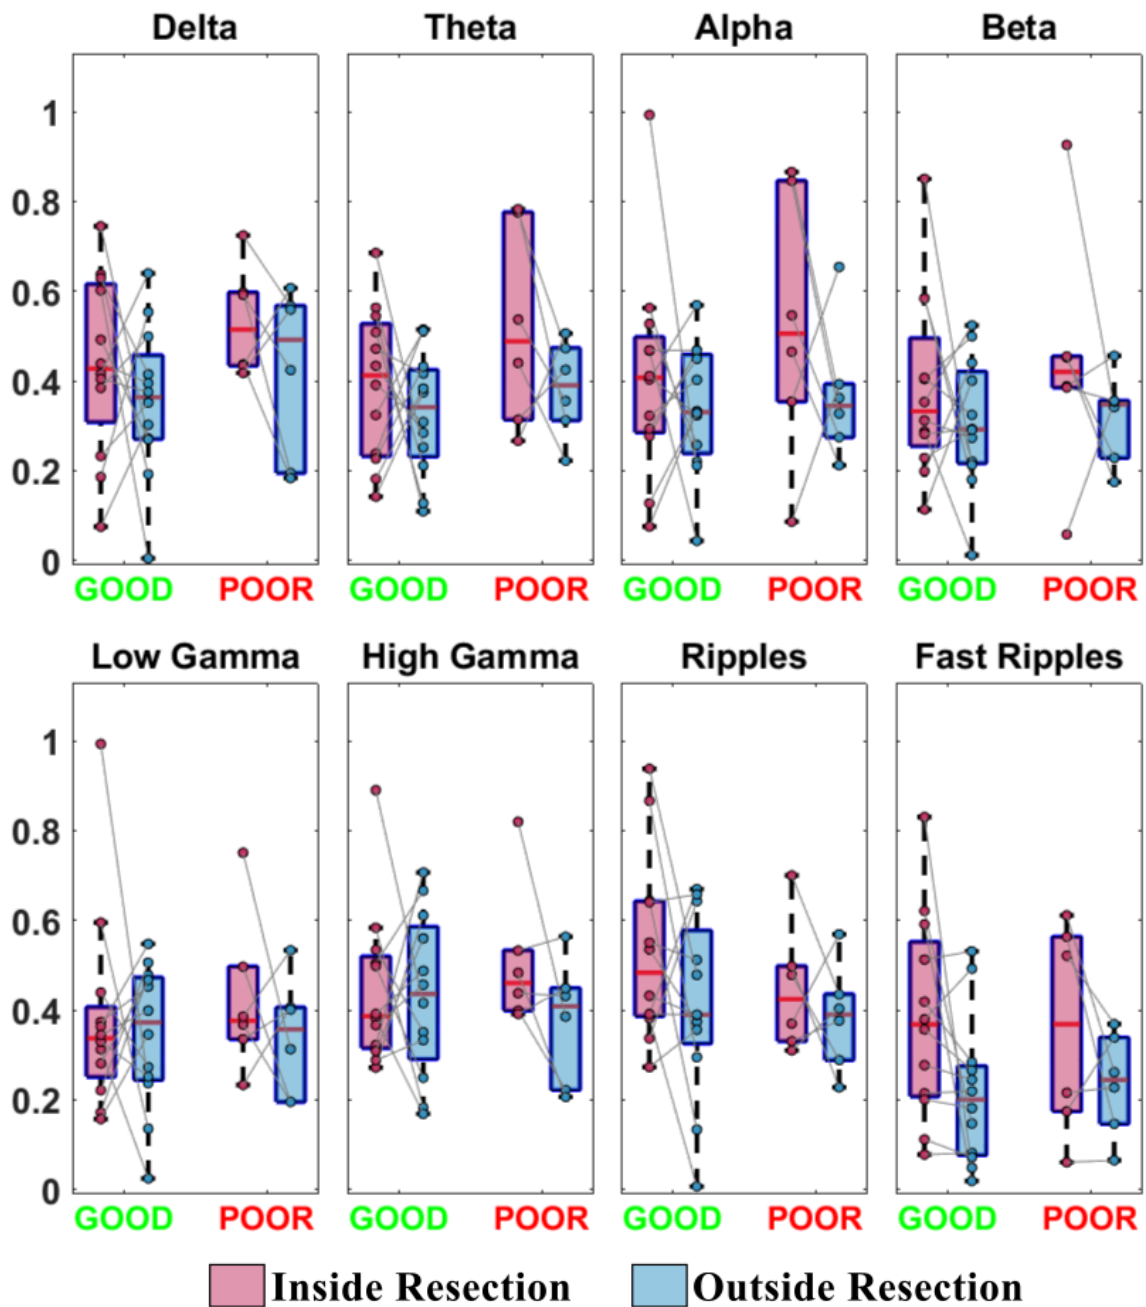 Delta Theta Alpha Beta
1
0.8
0.6
0.4
0.2
0
GOOD POOR GOOD POOR GOOD POOR GOOD POOR
Low Gamma High Gamma Ripples Fast Ripples
1
0.8
0.6
0.4
0.2
0
GOOD POOR GOOD POOR GOOD POOR GOOD POOR
Inside Resection Outside Resection